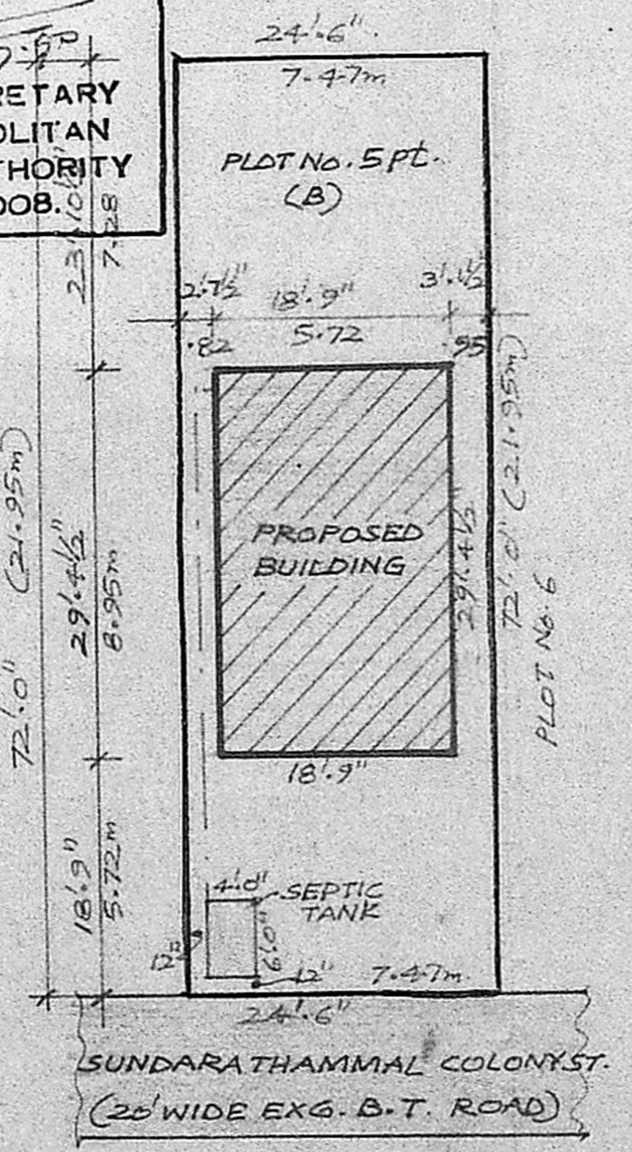 24'.6"
7.47m
RETARY
OLITAN
THORITY
008.
PLOT No. 5pt.
(B)
7.28
2'.7½"
18'.9"
3'.1½"
.82
5.72
.95
72'.0" (21.95m)
29'.4½"
8.95m
PROPOSED
BUILDING
29'.4½"
72'.0" (21.95m)
PLOT No. 6
18'.9"
18'.9"
5.72m
4'.0"
SEPTIC
TANK
6'.0"
12"
12"
7.47m
24'.6"
SUNDARATHAMMAL COLONY ST.
(20' WIDE EXG. B.T. ROAD)